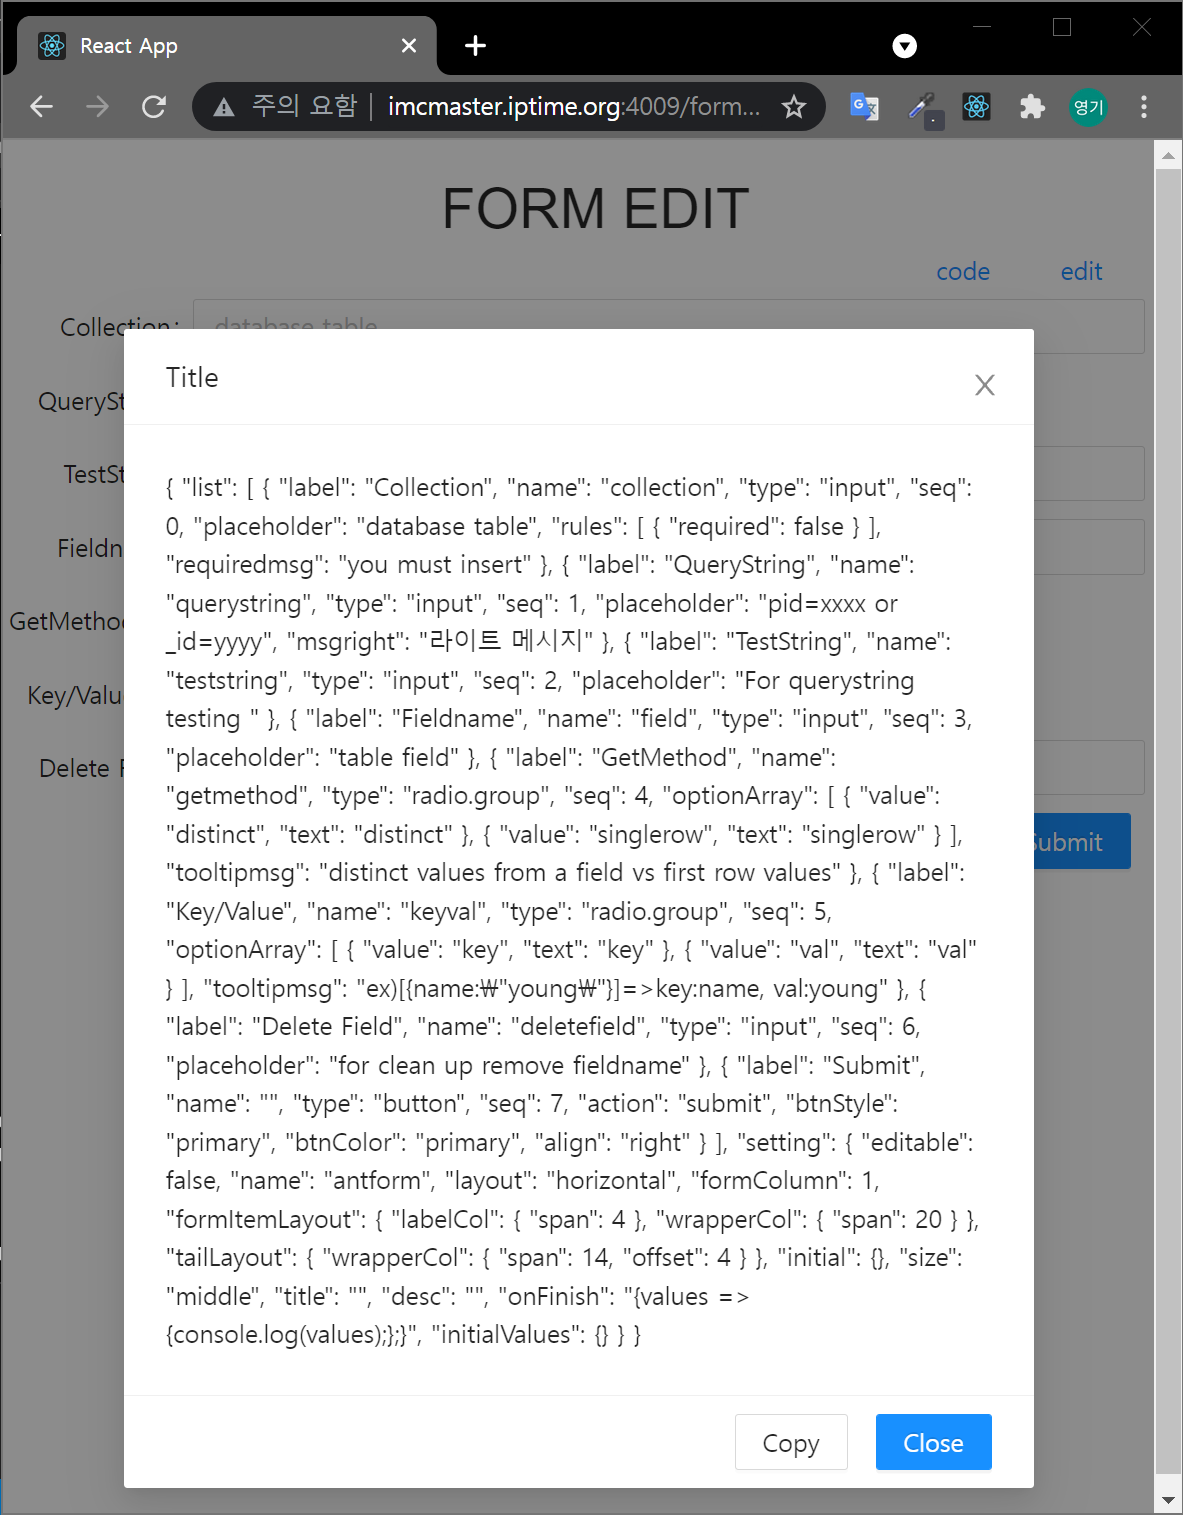 React App
주의 요함 imcmaster.iptime.org:4009/form...
영기
FORM EDIT
code edit
Collection :
database table
QuerySt
TestSt
Fieldn
GetMetho
Key/Valu
Delete F
Submit
Title
{ "list": [ { "label": "Collection", "name": "collection", "type": "input", "seq":
0, "placeholder": "database table", "rules": [ { "required": false } ],
"requiredmsg": "you must insert" }, { "label": "QueryString", "name":
"querystring", "type": "input", "seq": 1, "placeholder": "pid=xxxx or
_id=yyyy", "msgright": "라이트 메시지" }, { "label": "TestString", "name":
"teststring", "type": "input", "seq": 2, "placeholder": "For querystring
testing " }, { "label": "Fieldname", "name": "field", "type": "input", "seq": 3,
"placeholder": "table field" }, { "label": "GetMethod", "name":
"getmethod", "type": "radio.group", "seq": 4, "optionArray": [ { "value":
"distinct", "text": "distinct" }, { "value": "singlerow", "text": "singlerow" } ],
"tooltipmsg": "distinct values from a field vs first row values" }, { "label":
"Key/Value", "name": "keyval", "type": "radio.group", "seq": 5,
"optionArray": [ { "value": "key", "text": "key" }, { "value": "val", "text": "val"
} ], "tooltipmsg": "ex)[{name:₩"young₩"}]=>key:name, val:young" }, {
"label": "Delete Field", "name": "deletefield", "type": "input", "seq": 6,
"placeholder": "for clean up remove fieldname" }, { "label": "Submit",
"name": "", "type": "button", "seq": 7, "action": "submit", "btnStyle":
"primary", "btnColor": "primary", "align": "right" } ], "setting": { "editable":
false, "name": "antform", "layout": "horizontal", "formColumn": 1,
"formItemLayout": { "labelCol": { "span": 4 }, "wrapperCol": { "span": 20 } },
"tailLayout": { "wrapperCol": { "span": 14, "offset": 4 } }, "initial": {}, "size":
"middle", "title": "", "desc": "", "onFinish": "{values =>
{console.log(values);};}", "initialValues": {} } }
Copy Close